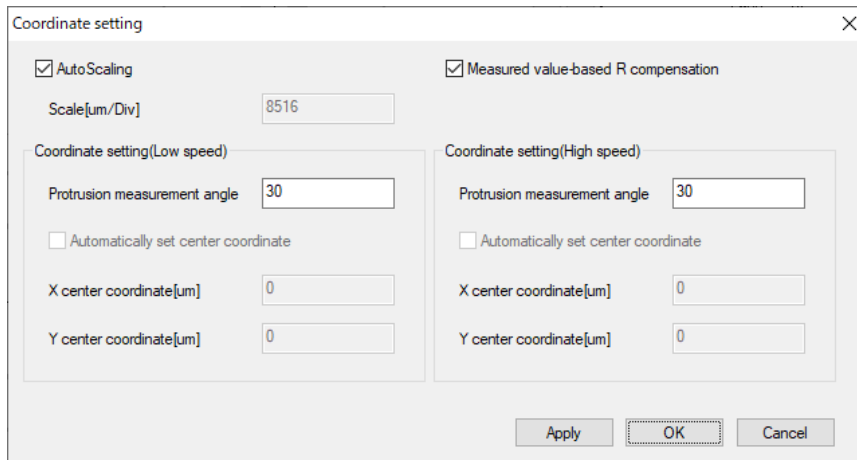 Coordinate setting
AutoScaling
Measured value-based R compensation
Scale[um/Div]
8516
Coordinate setting(Low speed)
Protrusion measurement angle
30
Automatically set center coordinate
X center coordinate[um]
0
Y center coordinate[um]
0
Coordinate setting(High speed)
Protrusion measurement angle
30
Automatically set center coordinate
X center coordinate[um]
0
Y center coordinate[um]
0
Apply
OK
Cancel